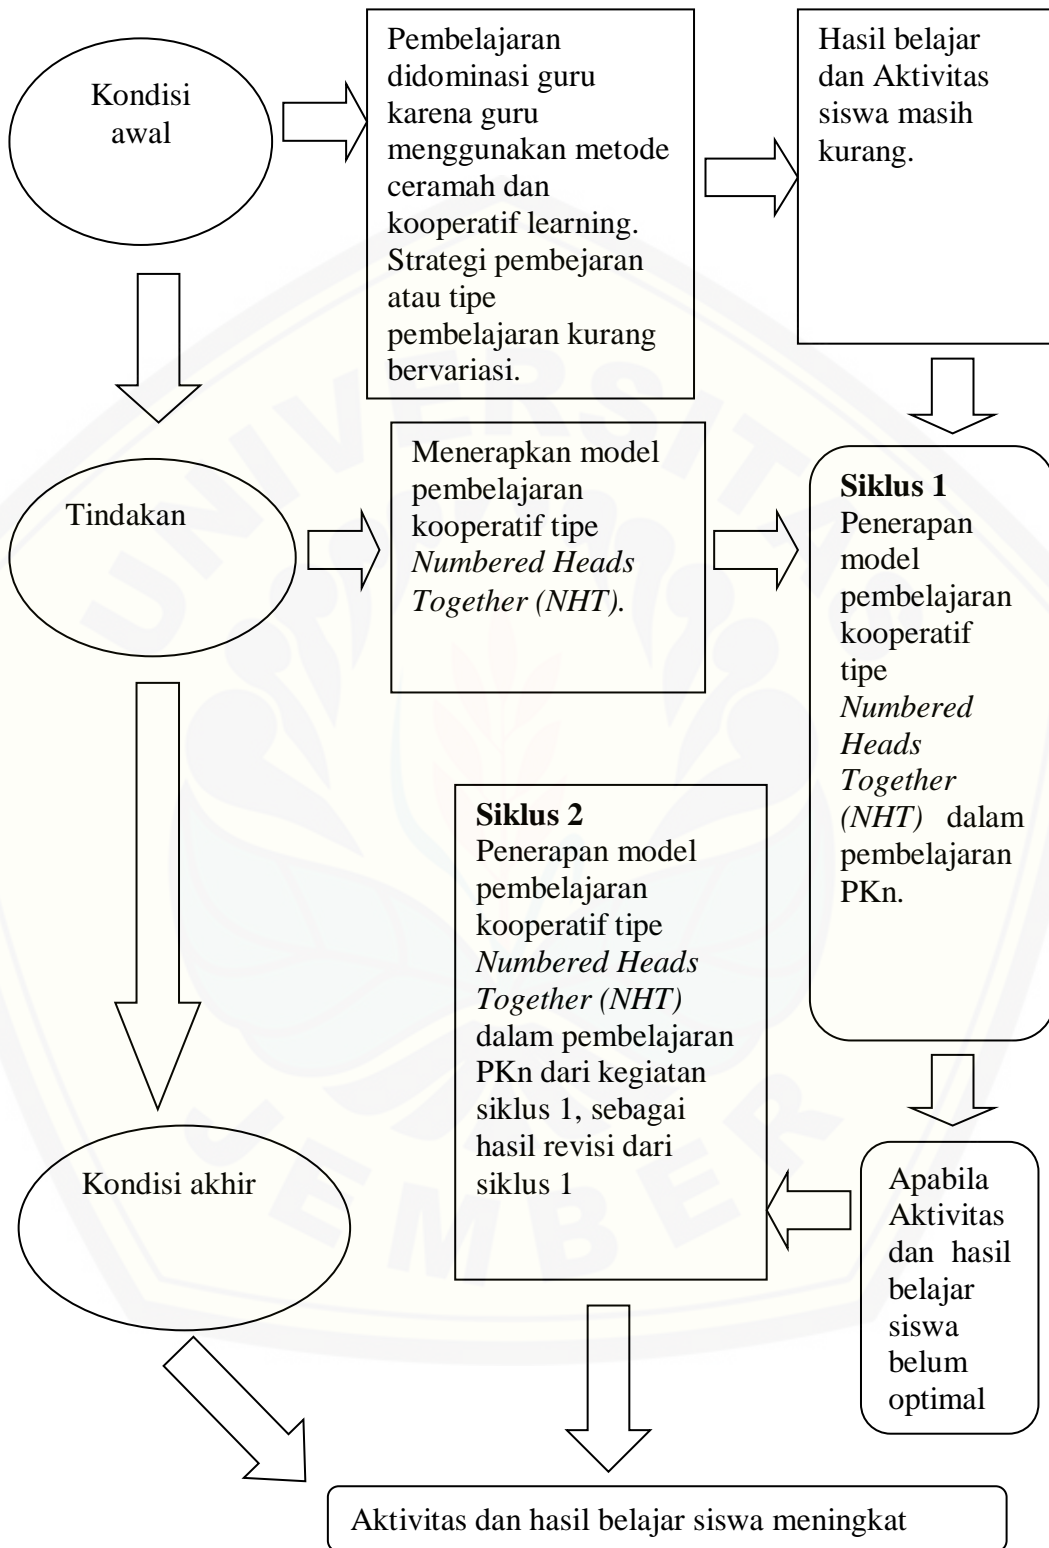 Kondisi
awal
Pembelajaran
didominasi guru
karena guru
menggunakan metode
ceramah dan
kooperatif learning.
Strategi pembejaran
atau tipe
pembelajaran kurang
bervariasi.
Hasil belajar
dan Aktivitas
siswa masih
kurang.
Tindakan
Menerapkan model
pembelajaran
kooperatif tipe
Numbered Heads
Together (NHT).
Siklus 1
Penerapan
model
pembelajaran
kooperatif
tipe
Numbered
Heads
Together
(NHT) dalam
pembelajaran
PKn.
Siklus 2
Penerapan model
pembelajaran
kooperatif tipe
Numbered Heads
Together (NHT)
dalam pembelajaran
PKn dari kegiatan
siklus 1, sebagai
hasil revisi dari
siklus 1
Apabila
Aktivitas
dan hasil
belajar
siswa
belum
optimal
Kondisi akhir
Aktivitas dan hasil belajar siswa meningkat
UNIVERSITAS
JEMBER